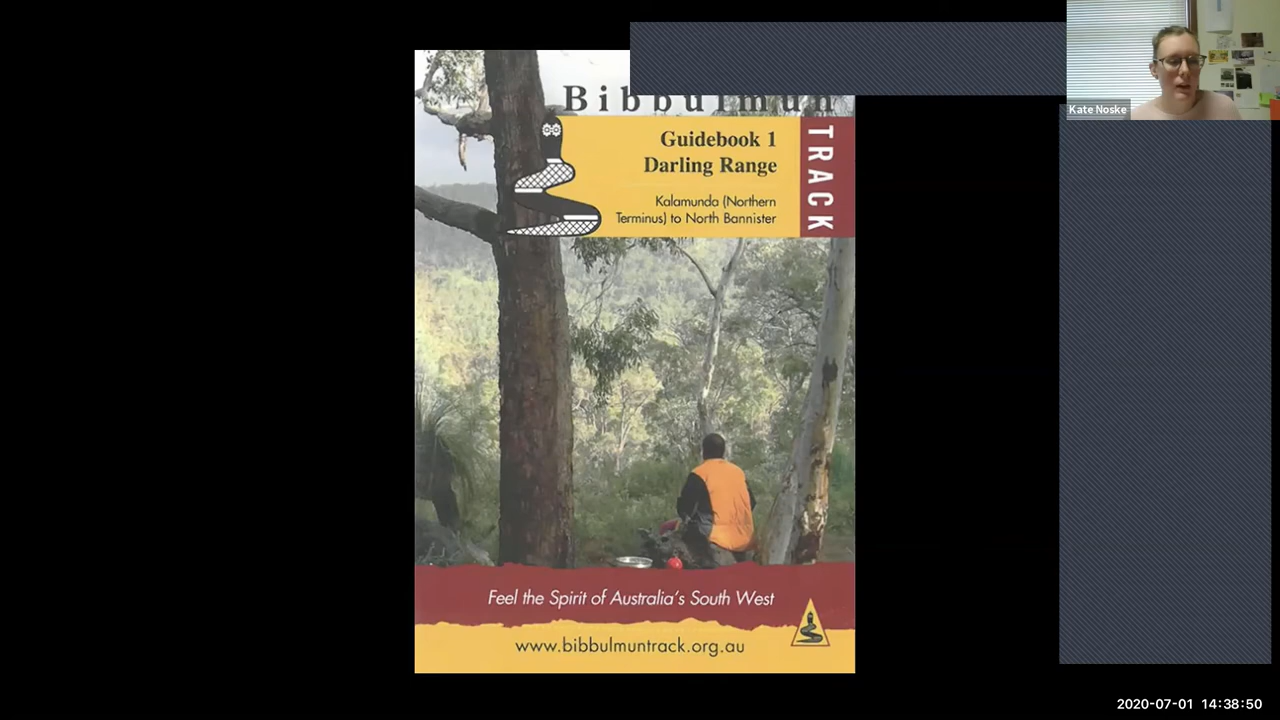 Kate Noske
Bibbulmun
TRACK
Guidebook 1
Darling Range
Kalamunda (Northern
Terminus) to North Bannister
Feel the Spirit of Australia's South West
www.bibbulmuntrack.org.au
2020-07-01 14:38:50